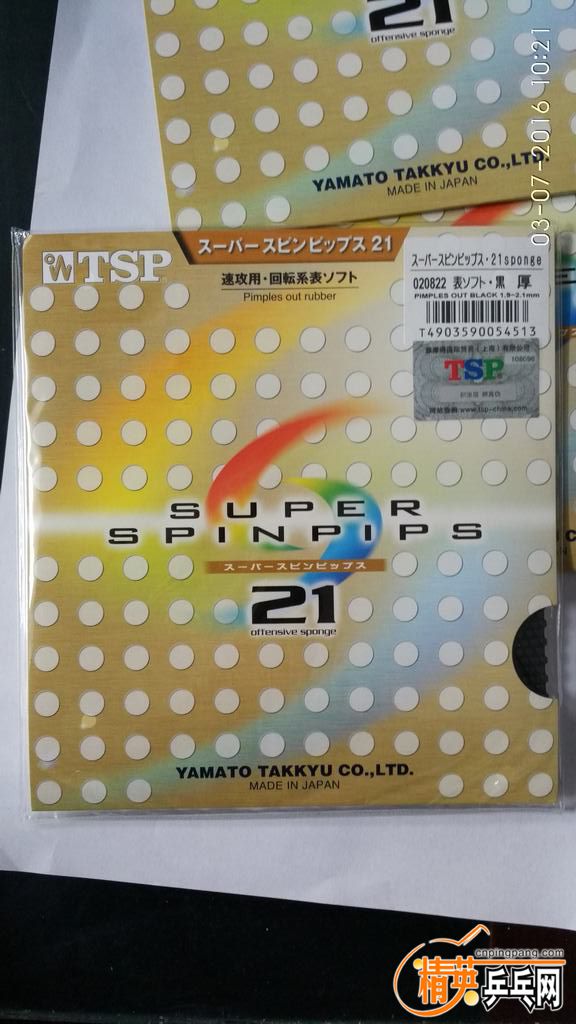 21
offensive sponge
YAMATO TAKKYU CO.,LTD.
MADE IN JAPAN
03-07-2016 10:21
TSP
スーパースピンピップス 21
速攻用・回転系表ソフト
Pimples out rubber
スーパースピンピップス・21sponge
020822 表ソフト・黒 厚
PIMPLES OUT BLACK 1.9~2.1mm
T4903590054513
108096
TSP
www.tsp-china.com
SUPER
SPINPIPS
スーパースピンピップス
21
offensive sponge
YAMATO TAKKYU CO.,LTD.
MADE IN JAPAN
cnpingpang.com
精英乒乓网